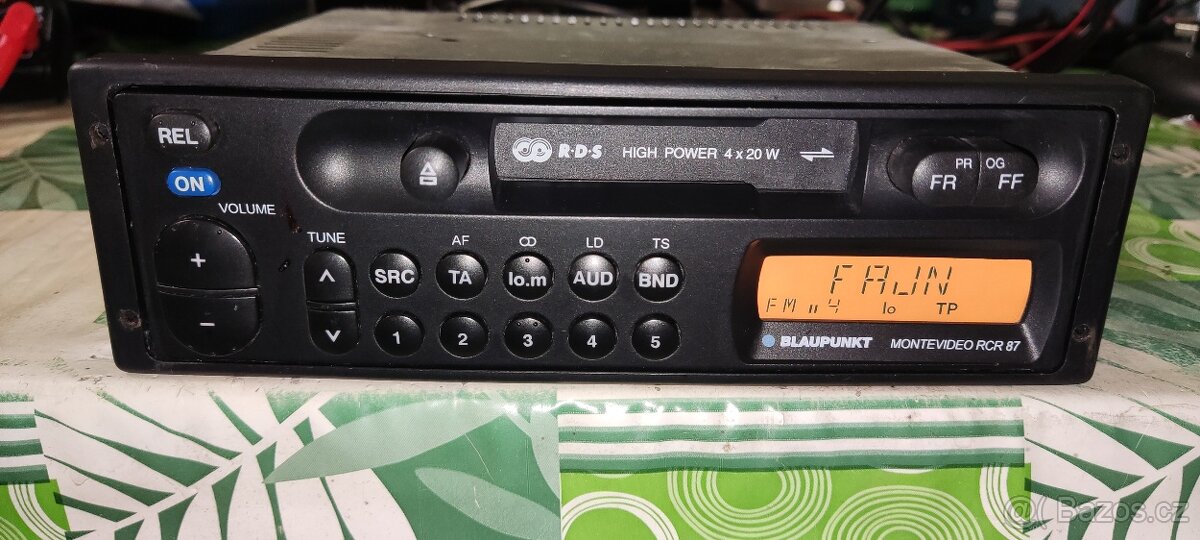 REL
ON
VOLUME
+
−
TUNE
R·D·S HIGH POWER 4 x 20 W
PR OG
FR FF
AF LD TS
SRC TA lo.m AUD BND
1 2 3 4 5
FAJN
FM II 4 lo TP
BLAUPUNKT MONTEVIDEO RCR 87
@ Bazos.cz